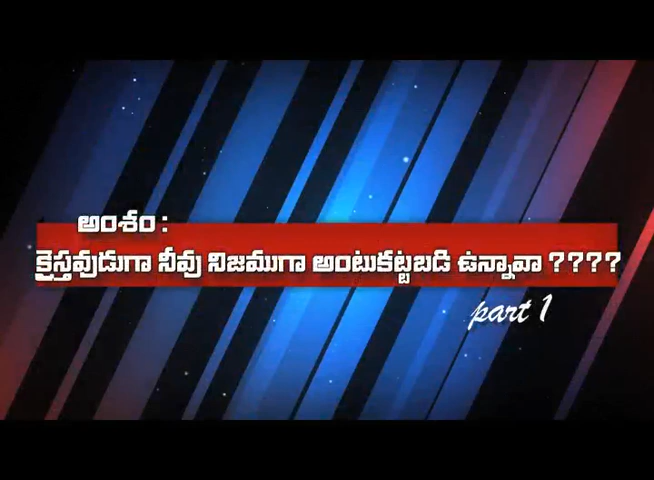 అంశం :
క్రైస్తవుడుగా నీవు నిజముగా అంటుకట్టబడి ఉన్నావా ????
part 1